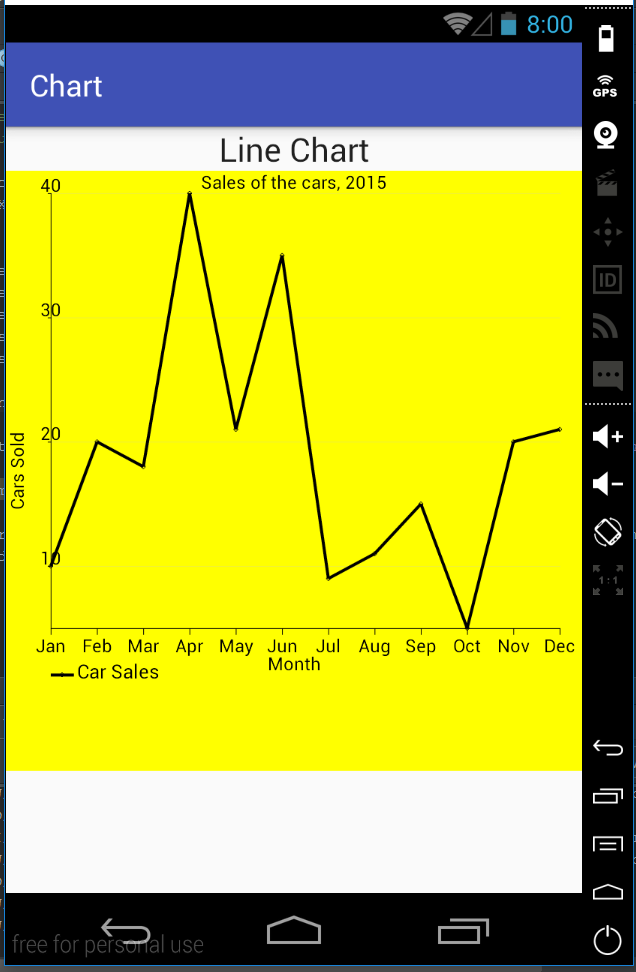 8:00
Chart
GPS
Line Chart
Sales of the cars, 2015
40
30
20
10
Cars Sold
Jan Feb Mar Apr May Jun Jul Aug Sep Oct Nov Dec
Month
Car Sales
ID
1:1
free for personal use